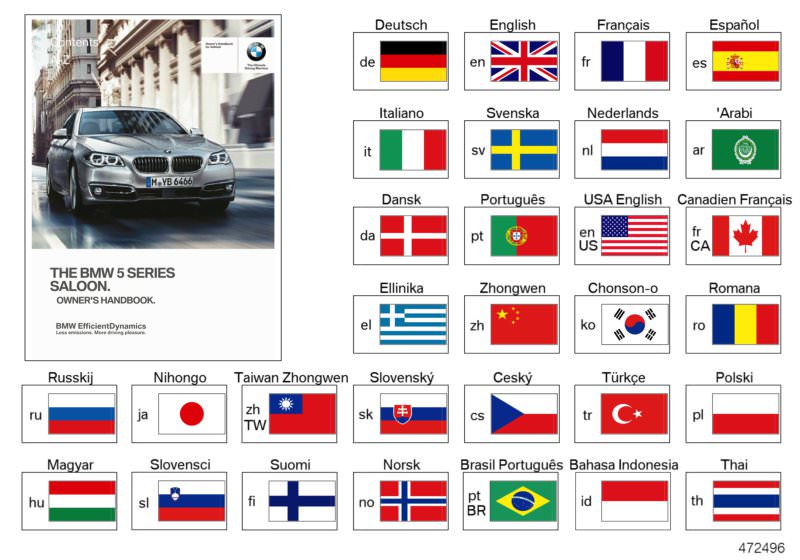 Contents
A-Z
Owner's Handbook
for Vehicle
The Ultimate
Driving Machine
M YB 6466
THE BMW 5 SERIES
SALOON.
OWNER'S HANDBOOK.
BMW EfficientDynamics
Less emissions. More driving pleasure.
Deutsch English Français Español
de en fr es
Italiano Svenska Nederlands 'Arabi
it sv nl ar
Dansk Português USA English Canadien Français
da pt en US fr CA
Ellinika Zhongwen Chonson-o Romana
el zh ko ro
Russkij Nihongo Taiwan Zhongwen Slovenský Ceský Türkçe Polski
ru ja zh TW sk cs tr pl
Magyar Slovensci Suomi Norsk Brasil Português Bahasa Indonesia Thai
hu sl fi no pt BR id th
472496